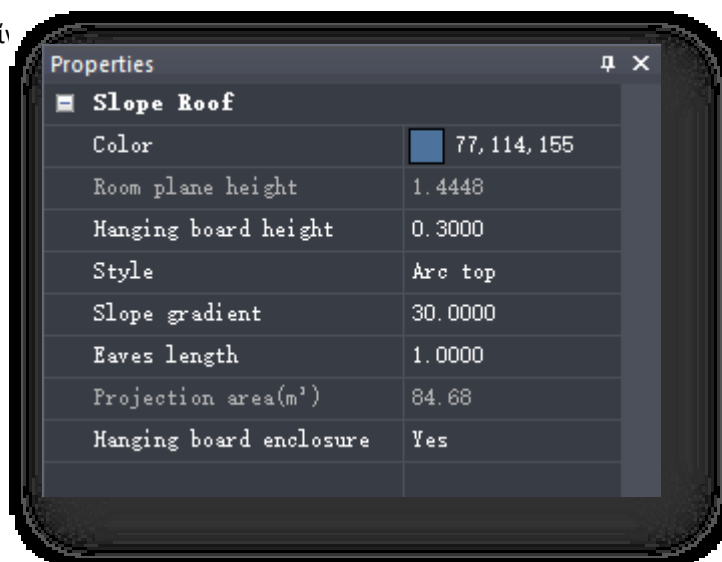 Properties
Slope Roof
Color 77,114,155
Room plane height 1.4448
Hanging board height 0.3000
Style Arc top
Slope gradient 30.0000
Eaves length 1.0000
Projection area(m²) 84.68
Hanging board enclosure Yes